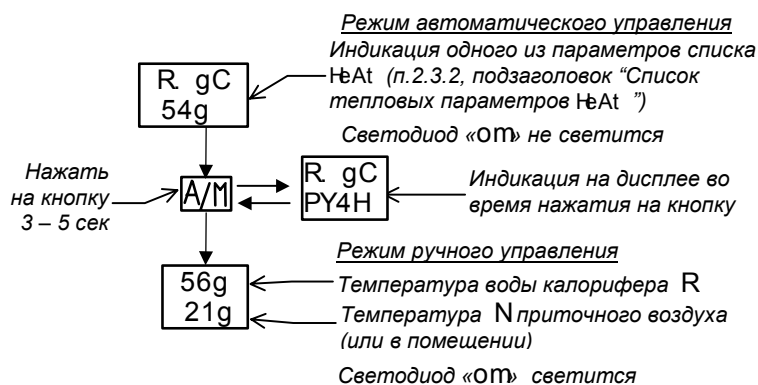 Режим автоматического управления
Индикация одного из параметров списка
HeAt (п.2.3.2, подзаголовок “Список
тепловых параметров HeAt ”)
Светодиод «om» не светится
R. gC
54g
Нажать
на кнопку
3 – 5 сек
A/M
R. gC
PY4H
Индикация на дисплее во
время нажатия на кнопку
Режим ручного управления
56g
21g
Температура воды калорифера R
Температура N приточного воздуха
(или в помещении)
Светодиод «om» светится